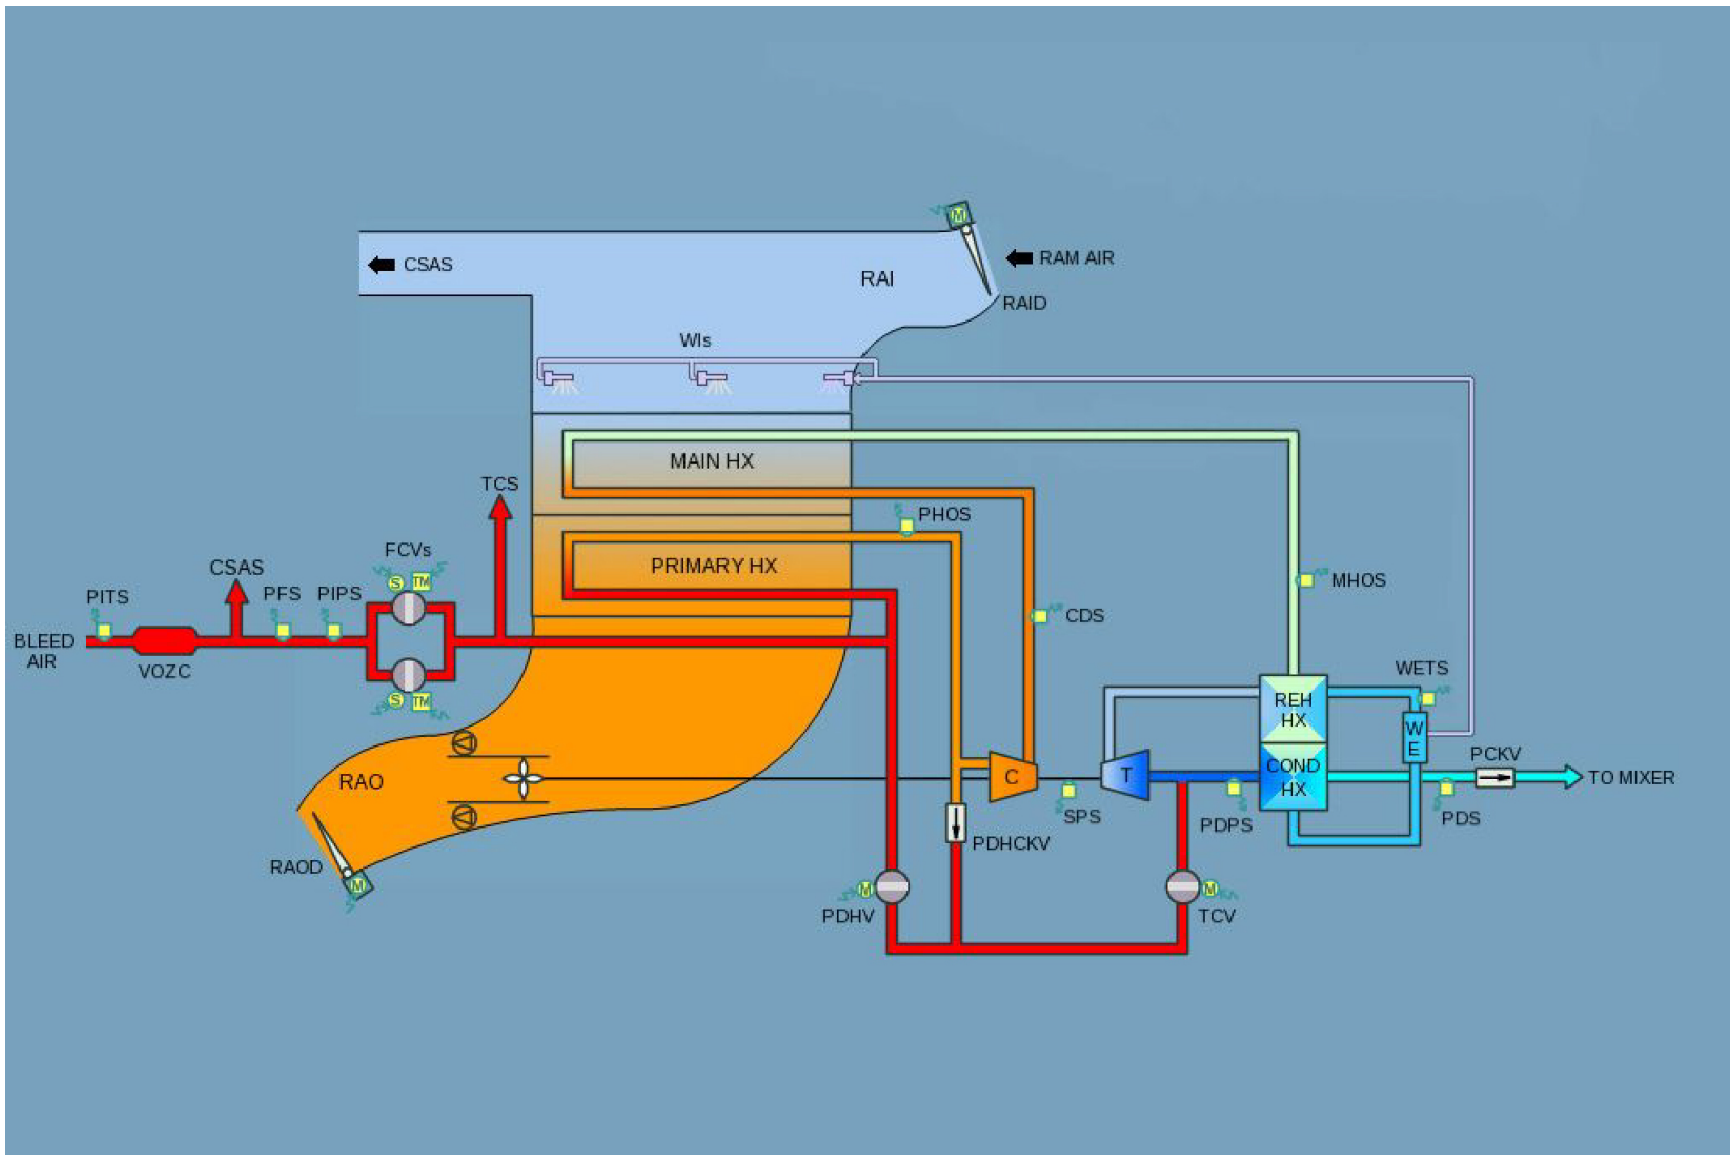 M
CSAS
RAM AIR
RAI
RAID
WIs
MAIN HX
TCS
PHOS
FCVs
CSAS
PRIMARY HX
S
TM
MHOS
PITS
PFS
PIPS
CDS
BLEED
AIR
VOZC
WETS
S
TM
REH
HX
W
E
PCKV
RAO
C
T
COND
HX
TO MIXER
SPS
PDPS
PDS
PDHCKV
RAOD
M
M
M
PDHV
TCV